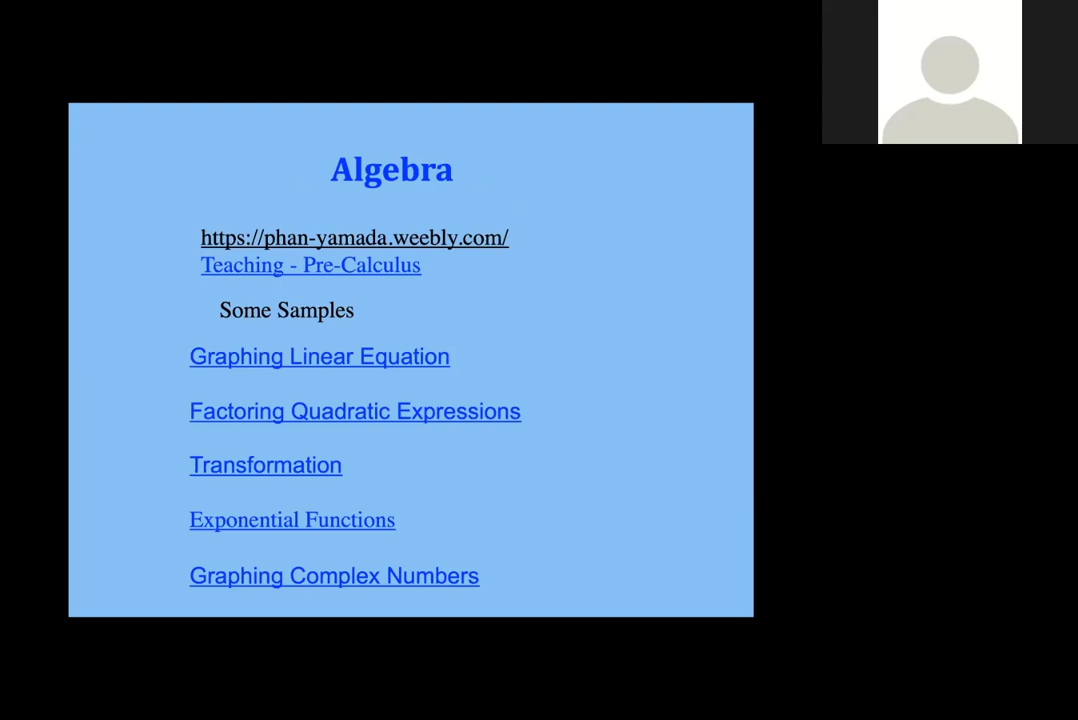 Algebra
https://phan-yamada.weebly.com/
Teaching - Pre-Calculus
Some Samples
Graphing Linear Equation
Factoring Quadratic Expressions
Transformation
Exponential Functions
Graphing Complex Numbers